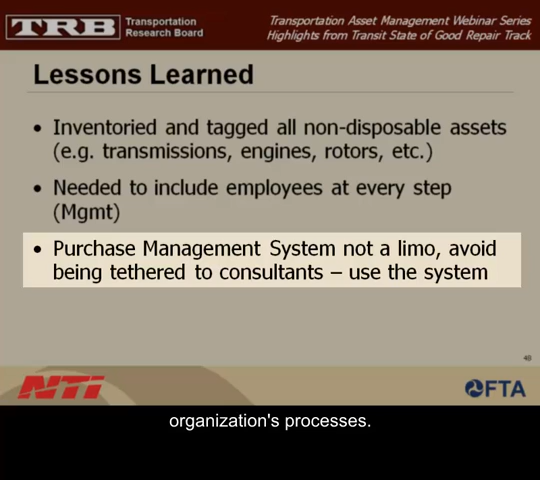 TRB Transportation Research Board
Transportation Asset Management Webinar Series
Highlights from Transit State of Good Repair Track
Lessons Learned
• Inventoried and tagged all non-disposable assets
(e.g. transmissions, engines, rotors, etc.)
• Needed to include employees at every step
(Mgmt)
• Purchase Management System not a limo, avoid
being tethered to consultants – use the system
48
NTI
FTA
organization's processes.